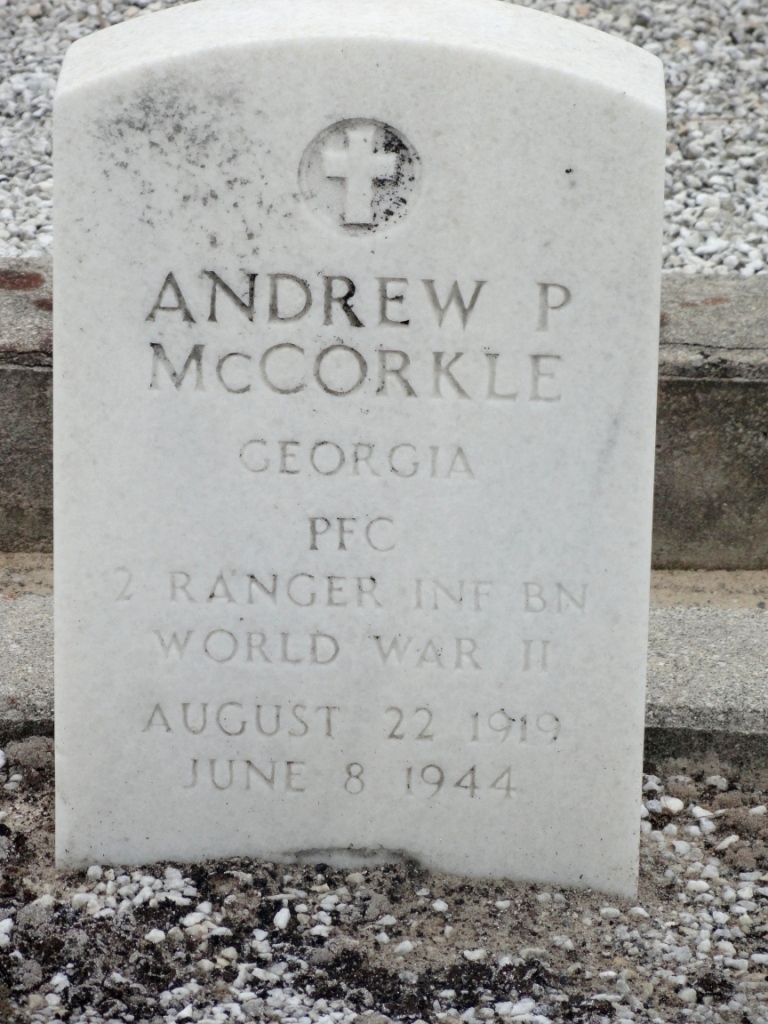 ANDREW P
McCORKLE
GEORGIA
PFC
2 RANGER INF BN
WORLD WAR II
AUGUST 22 1919
JUNE 8 1944